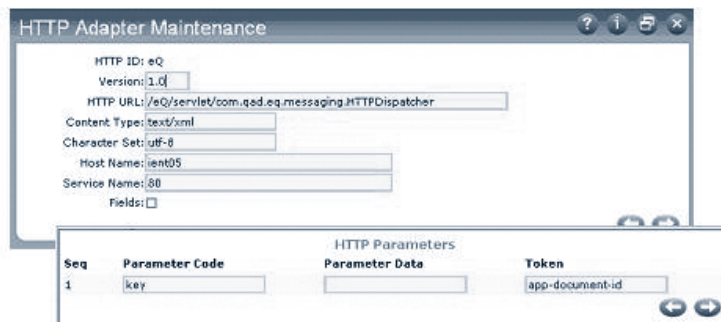 HTTP Adapter Maintenance
HTTP ID: eQ
Version: 1.0
HTTP URL: /eQ/servlet/com.qad.eq.messaging.HTTPDispatcher
Content Type: text/xml
Character Set: utf-8
Host Name: ient05
Service Name: 80
Fields:
HTTP Parameters
Seq Parameter Code Parameter Data Token
1 key app-document-id